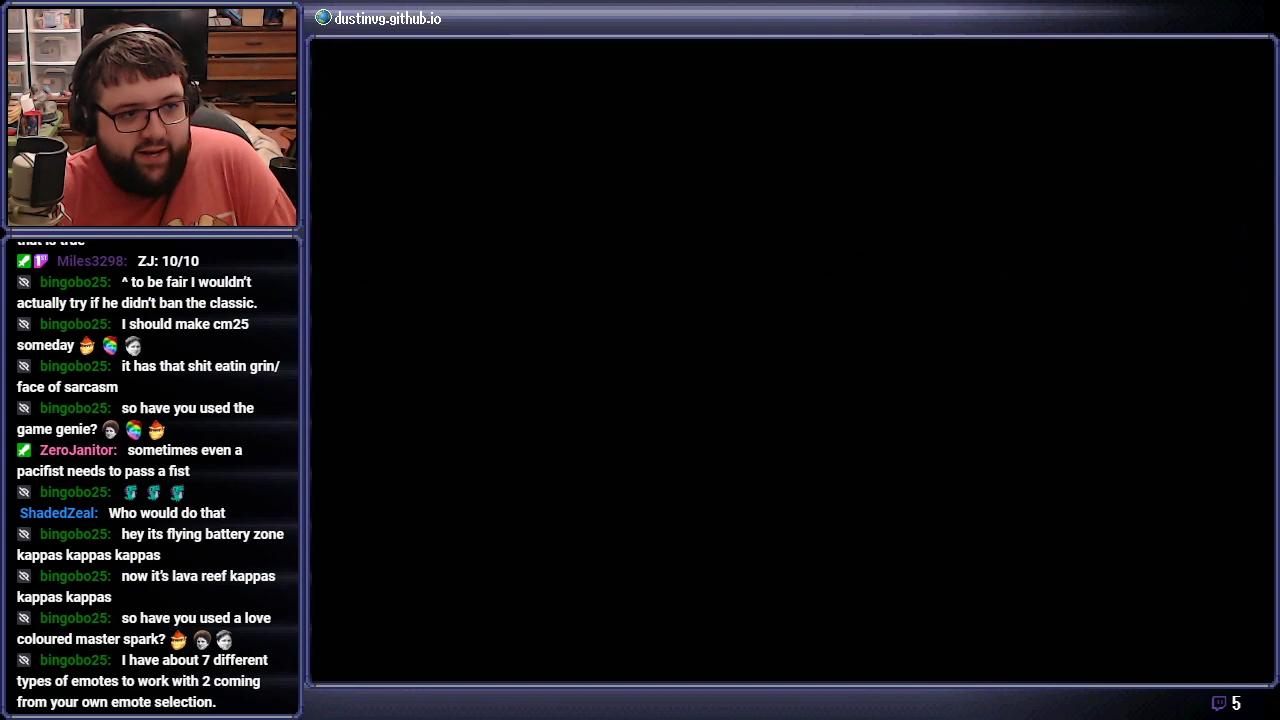 dustinvg.github.io
that is true
Miles3298: ZJ: 10/10
bingobo25: ^ to be fair I wouldn't
actually try if he didn't ban the classic.
bingobo25: I should make cm25
someday
bingobo25: it has that shit eatin grin/
face of sarcasm
bingobo25: so have you used the
game genie?
ZeroJanitor: sometimes even a
pacifist needs to pass a fist
bingobo25:
ShadedZeal: Who would do that
bingobo25: hey its flying battery zone
kappas kappas kappas
bingobo25: now it's lava reef kappas
kappas kappas
bingobo25: so have you used a love
coloured master spark?
bingobo25: I have about 7 different
types of emotes to work with 2 coming
from your own emote selection.
5